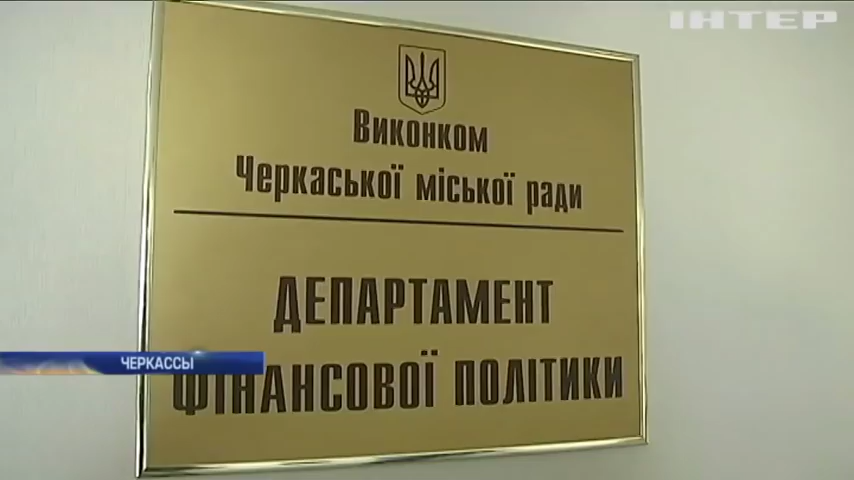 ІНТЕР
Виконком
Черкаської міської ради
ДЕПАРТАМЕНТ
ФІНАНСОВОЇ ПОЛІТИКИ
ЧЕРКАССЫ